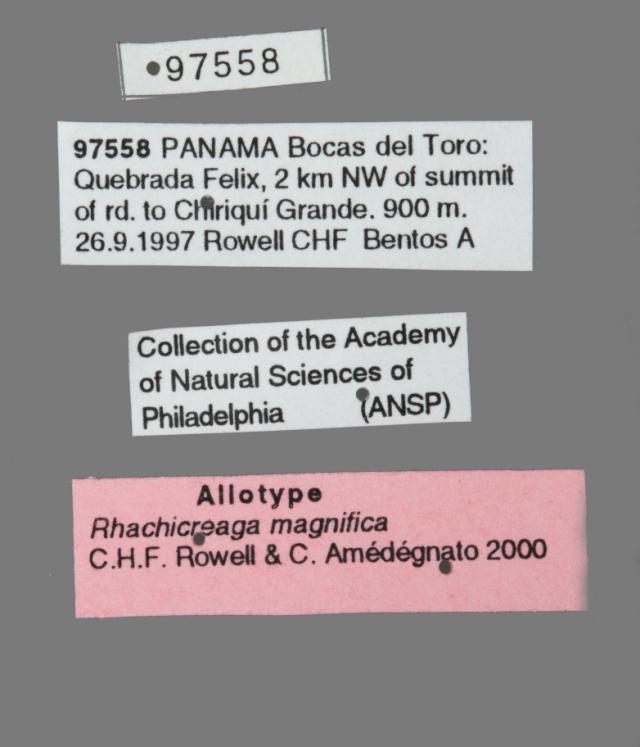 97558
97558 PANAMA Bocas del Toro:
Quebrada Felix, 2 km NW of summit
of rd. to Chiriquí Grande. 900 m.
26.9.1997 Rowell CHF Bentos A
Collection of the Academy
of Natural Sciences of
Philadelphia (ANSP)
Allotype
Rhachicreaga magnifica
C.H.F. Rowell & C. Amédégnato 2000